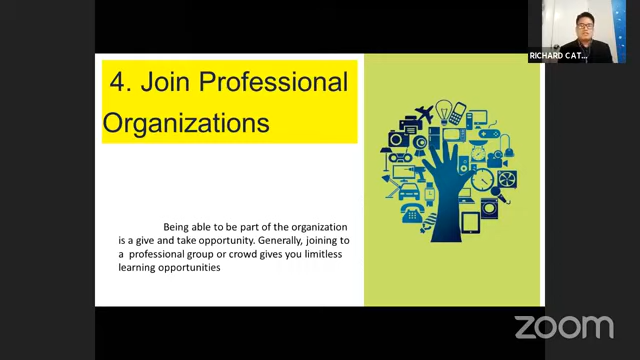 RICHARD CAT...
4. Join Professional
Organizations
Being able to be part of the organization
is a give and take opportunity. Generally, joining to
a professional group or crowd gives you limitless
learning opportunities
zoom